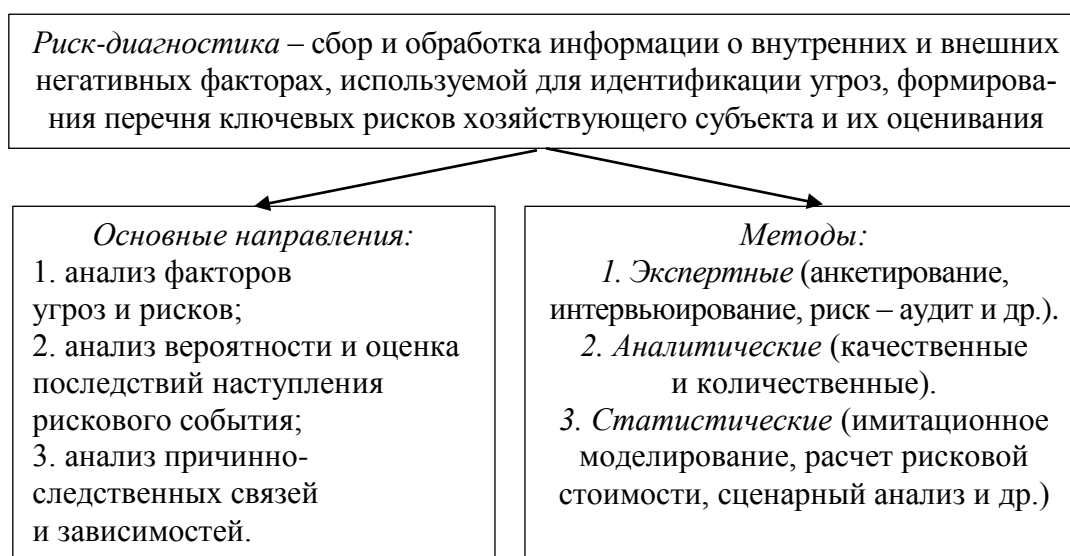 Риск-диагностика – сбор и обработка информации о внутренних и внешних
негативных факторах, используемой для идентификации угроз, формирова-
ния перечня ключевых рисков хозяйствующего субъекта и их оценивания
Основные направления:
1. анализ факторов
угроз и рисков;
2. анализ вероятности и оценка
последствий наступления
рискового события;
3. анализ причинно-
следственных связей
и зависимостей.
Методы:
1. Экспертные (анкетирование,
интервьюирование, риск – аудит и др.).
2. Аналитические (качественные
и количественные).
3. Статистические (имитационное
моделирование, расчет рисковой
стоимости, сценарный анализ и др.)